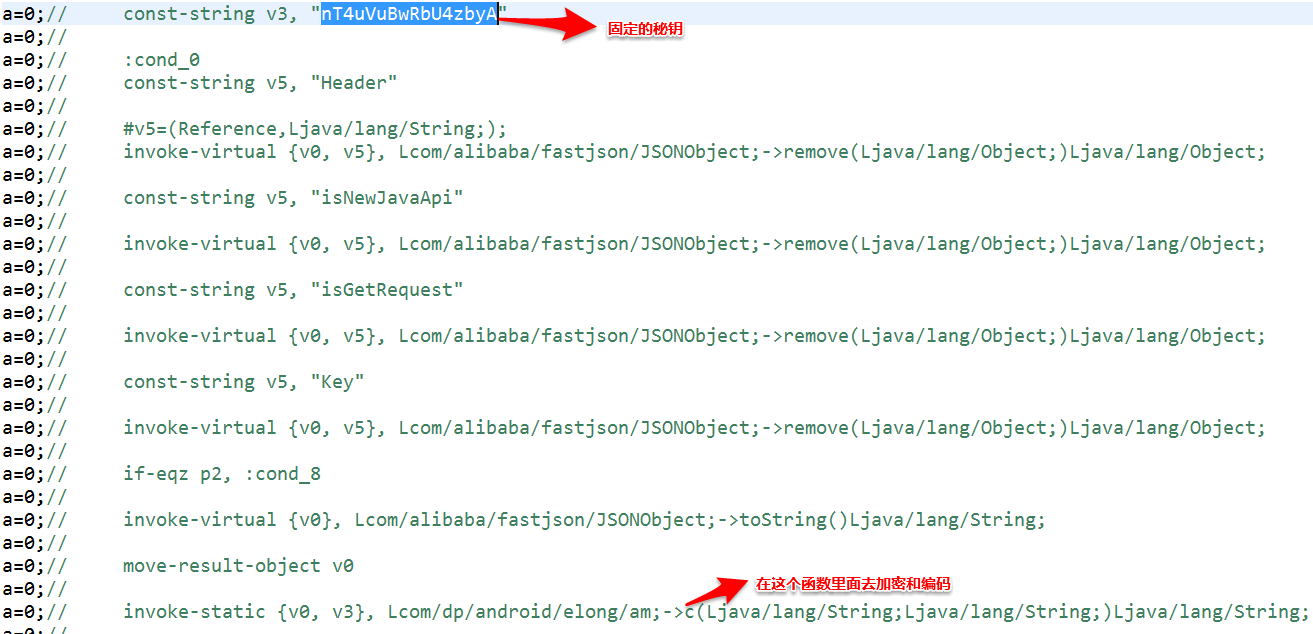 a=0;//     const-string v3, "nT4uVuBwRbU4zbyA"
固定的秘钥
a=0;//
a=0;//     :cond_0
a=0;//     const-string v5, "Header"
a=0;//
a=0;//     #v5=(Reference,Ljava/lang/String;);
a=0;//     invoke-virtual {v0, v5}, Lcom/alibaba/fastjson/JSONObject;->remove(Ljava/lang/Object;)Ljava/lang/Object;
a=0;//
a=0;//     const-string v5, "isNewJavaApi"
a=0;//
a=0;//     invoke-virtual {v0, v5}, Lcom/alibaba/fastjson/JSONObject;->remove(Ljava/lang/Object;)Ljava/lang/Object;
a=0;//
a=0;//     const-string v5, "isGetRequest"
a=0;//
a=0;//     invoke-virtual {v0, v5}, Lcom/alibaba/fastjson/JSONObject;->remove(Ljava/lang/Object;)Ljava/lang/Object;
a=0;//
a=0;//     const-string v5, "Key"
a=0;//
a=0;//     invoke-virtual {v0, v5}, Lcom/alibaba/fastjson/JSONObject;->remove(Ljava/lang/Object;)Ljava/lang/Object;
a=0;//
a=0;//     if-eqz p2, :cond_8
a=0;//
a=0;//     invoke-virtual {v0}, Lcom/alibaba/fastjson/JSONObject;->toString()Ljava/lang/String;
a=0;//
a=0;//     move-result-object v0
a=0;//
在这个函数里面去加密和编码
a=0;//     invoke-static {v0, v3}, Lcom/dp/android/elong/am;->c(Ljava/lang/String;Ljava/lang/String;)Ljava/lang/String;
a=0;//